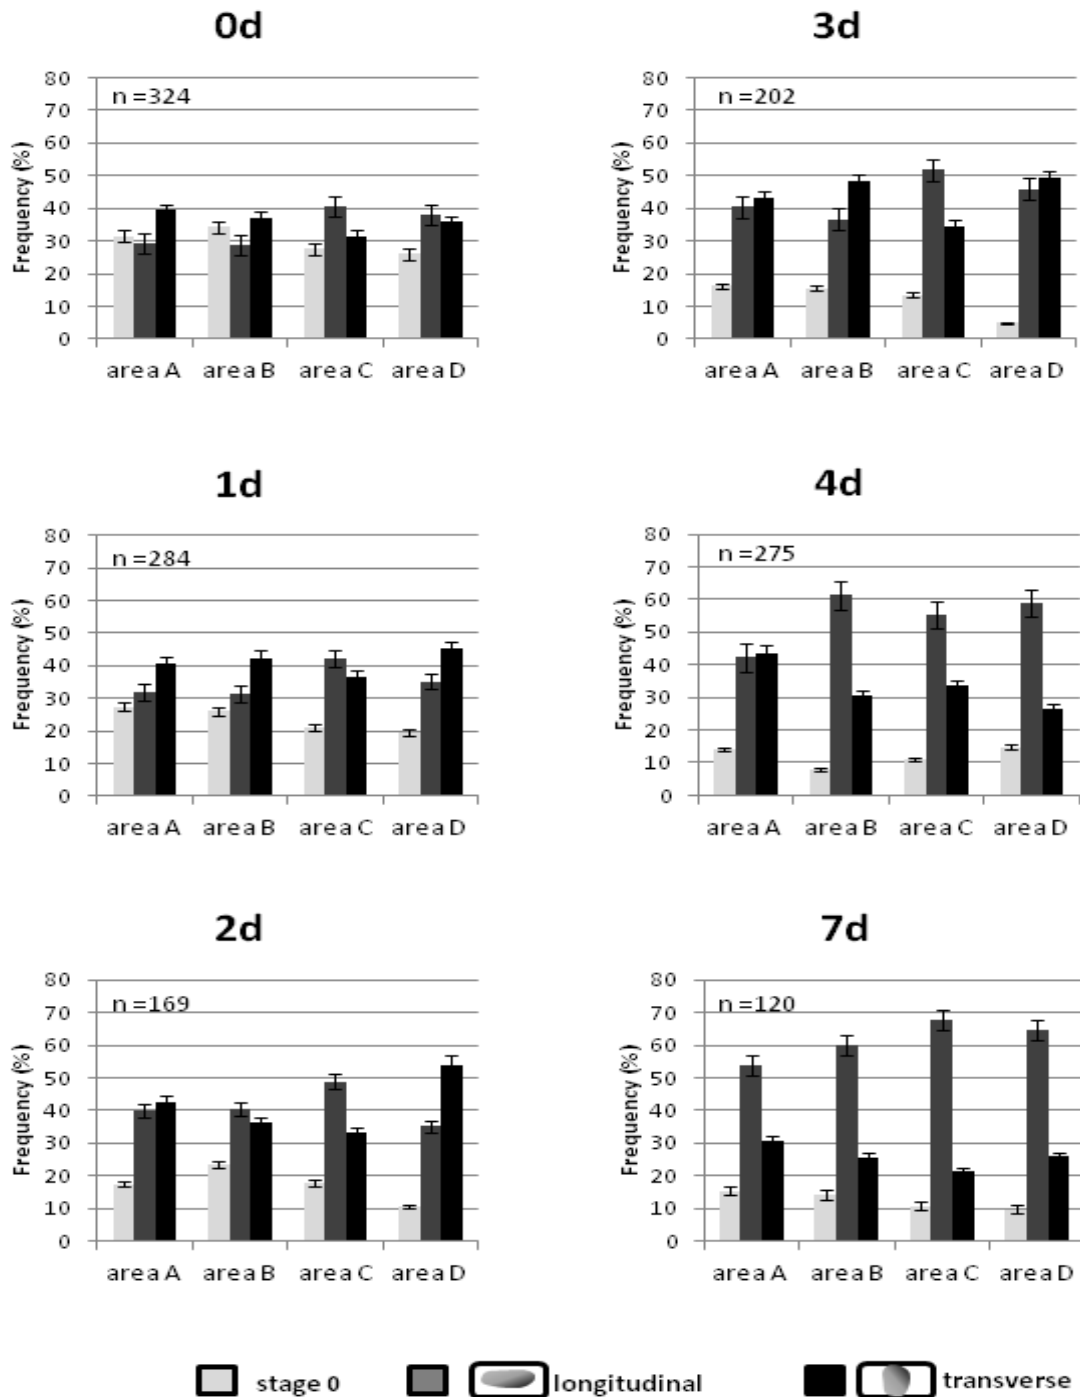 0d
n =324
Frequency (%)
80
70
60
50
40
30
20
10
0
area A area B area C area D
3d
n =202
Frequency (%)
80
70
60
50
40
30
20
10
0
area A area B area C area D
1d
n =284
Frequency (%)
80
70
60
50
40
30
20
10
0
area A area B area C area D
4d
n =275
Frequency (%)
80
70
60
50
40
30
20
10
0
area A area B area C area D
2d
n =169
Frequency (%)
80
70
60
50
40
30
20
10
0
area A area B area C area D
7d
n =120
Frequency (%)
80
70
60
50
40
30
20
10
0
area A area B area C area D
stage 0 longitudinal transverse